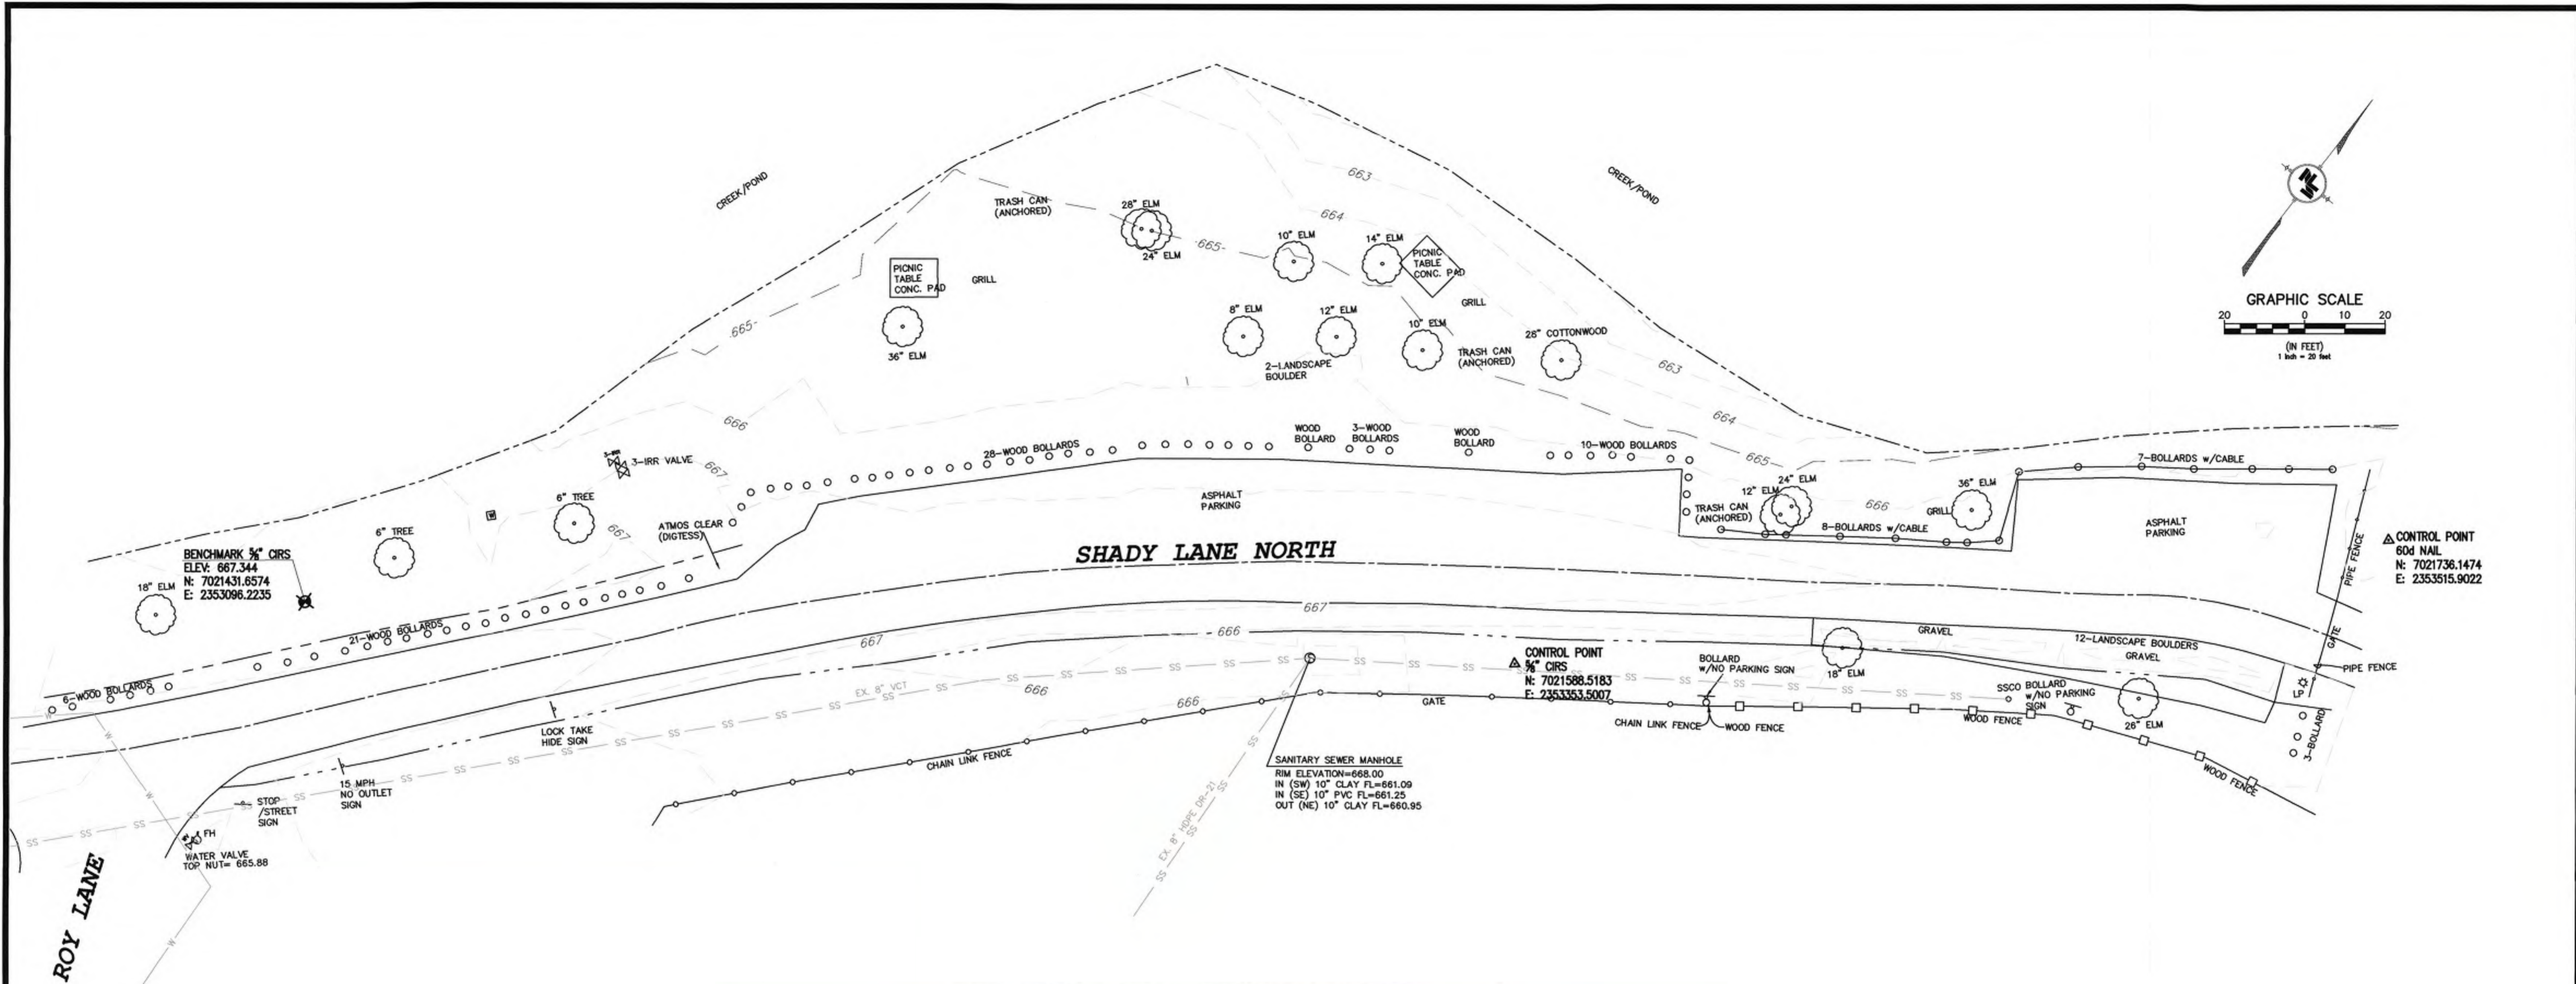 CREEK/POND
CREEK/POND
663
664
665
665
665
666
667
663
664
666
TRASH CAN
(ANCHORED)
28" ELM
24" ELM
10" ELM
14" ELM
PICNIC
TABLE
CONC. PAD
GRILL
36" ELM
PICNIC
TABLE
CONC. PAD
GRILL
8" ELM
12" ELM
10" ELM
2-LANDSCAPE
BOULDER
TRASH CAN
(ANCHORED)
28" COTTONWOOD
GRAPHIC SCALE
20
0
10
20
(IN FEET)
1 inch = 20 feet
3-IRR VALVE
6" TREE
6" TREE
667
ATMOS CLEAR
(DIGTESS)
28-WOOD BOLLARDS
WOOD
BOLLARD
3-WOOD
BOLLARDS
WOOD
BOLLARD
10-WOOD BOLLARDS
ASPHALT
PARKING
TRASH CAN
(ANCHORED)
12" ELM
24" ELM
8-BOLLARDS w/CABLE
GRILL
36" ELM
7-BOLLARDS w/CABLE
ASPHALT
PARKING
PIPE FENCE
CONTROL POINT
60d NAIL
N: 7021736.1474
E: 2353515.9022
BENCHMARK ⅝" CIRS
ELEV: 667.344
N: 7021431.6574
E: 2353096.2235
18" ELM
21-WOOD BOLLARDS
6-WOOD BOLLARDS
SHADY LANE NORTH
667
667
666
666
666
EX. 8" VCT
SS
W
GRAVEL
12-LANDSCAPE BOULDERS
GRAVEL
GATE
PIPE FENCE
LP
3-BOLLARD
CONTROL POINT
⅝" CIRS
N: 7021588.5183
E: 2353353.5007
BOLLARD
w/NO PARKING SIGN
18" ELM
SSCO
BOLLARD
w/NO PARKING
SIGN
26" ELM
GATE
CHAIN LINK FENCE
WOOD FENCE
WOOD FENCE
WOOD FENCE
LOCK TAKE
HIDE SIGN
CHAIN LINK FENCE
15 MPH
NO OUTLET
SIGN
STOP
/STREET
SIGN
FH
WATER VALVE
TOP NUT= 665.88
SANITARY SEWER MANHOLE
RIM ELEVATION=668.00
IN (SW) 10" CLAY FL=661.09
IN (SE) 10" PVC FL=661.25
OUT (NE) 10" CLAY FL=660.95
EX. 8" HDPE DR-21
ROY LANE